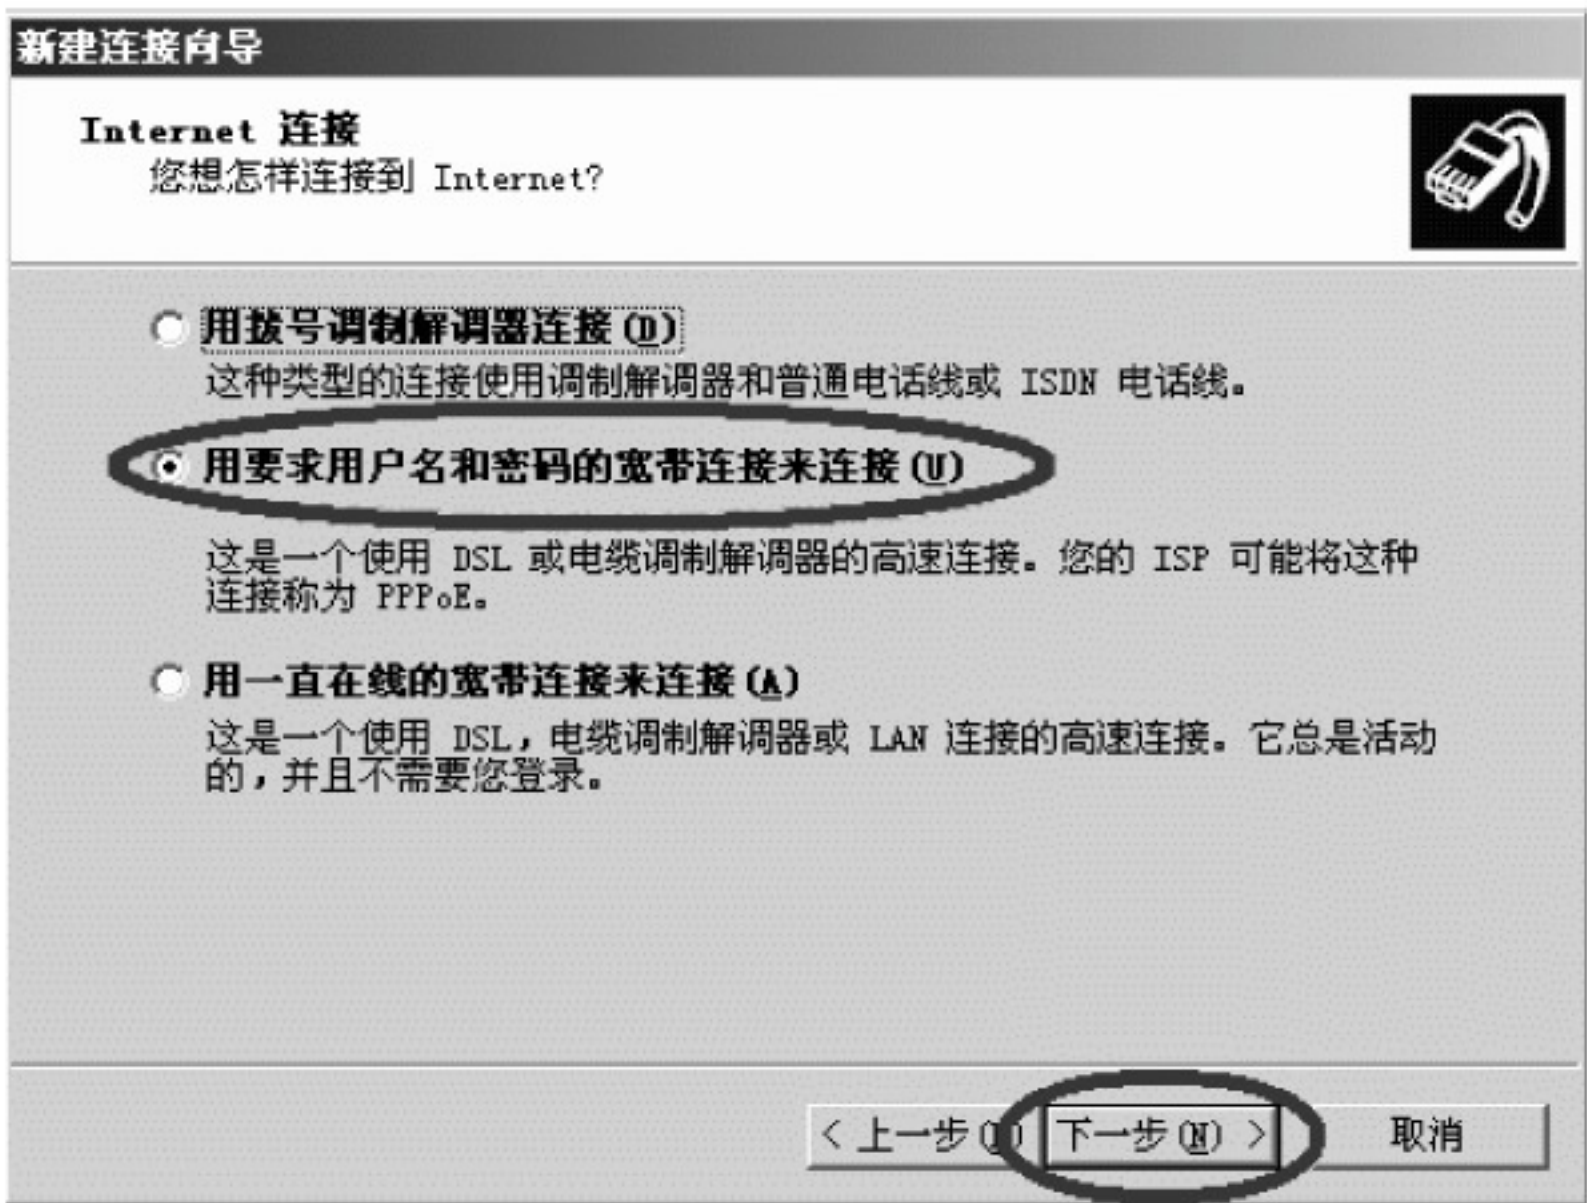 新建连接向导
Internet 连接
您想怎样连接到 Internet?
用拨号调制解调器连接(D)
这种类型的连接使用调制解调器和普通电话线或 ISDN 电话线。
用要求用户名和密码的宽带连接来连接(U)
这是一个使用 DSL 或电缆调制解调器的高速连接。您的 ISP 可能将这种
连接称为 PPPoE。
用一直在线的宽带连接来连接(A)
这是一个使用 DSL，电缆调制解调器或 LAN 连接的高速连接。它总是活动
的，并且不需要您登录。
< 上一步 下一步(N) > 取消